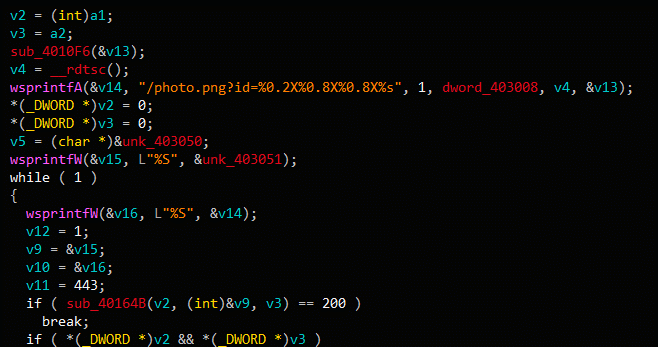 v2 = (int)a1;
v3 = a2;
sub_4010F6(&v13);
v4 = __rdtsc();
wsprintfA(&v14, "/photo.png?id=%0.2X%0.8X%0.8X%s", 1, dword_403008, v4, &v13);
*(_DWORD *)v2 = 0;
*(_DWORD *)v3 = 0;
v5 = (char *)&unk_403050;
wsprintfW(&v15, L"%S", &unk_403051);
while ( 1 )
{
wsprintfW(&v16, L"%S", &v14);
v12 = 1;
v9 = &v15;
v10 = &v16;
v11 = 443;
if ( sub_40164B(v2, (int)&v9, v3) == 200 )
break;
if ( *(_DWORD *)v2 && *(_DWORD *)v3 )